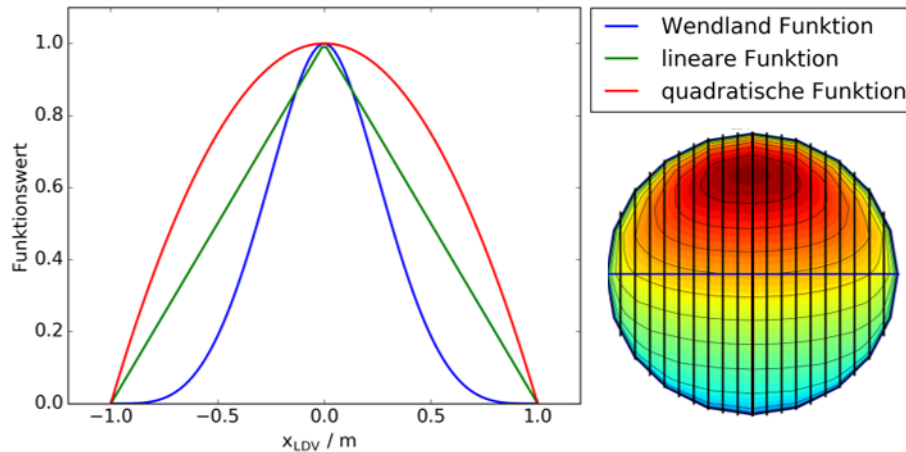 1.0
0.8
0.6
0.4
0.2
0.0
Funktionswert
−1.0 −0.5 0.0 0.5 1.0
x_LDV / m
Wendland Funktion
lineare Funktion
quadratische Funktion